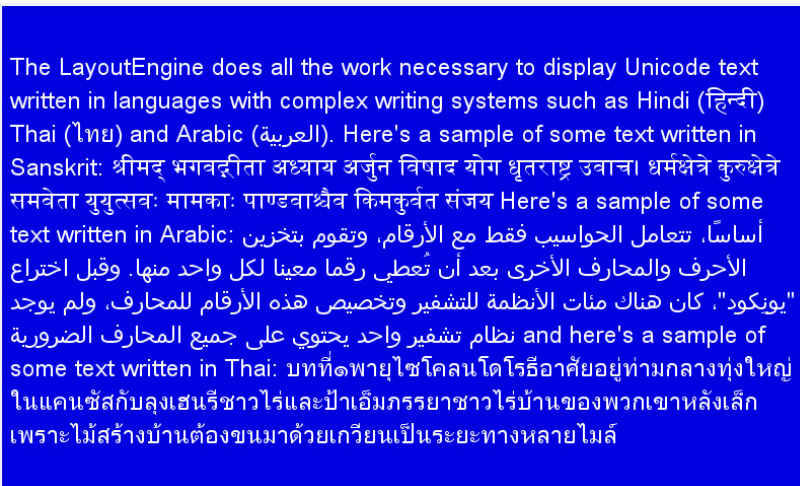 The LayoutEngine does all the work necessary to display Unicode text
written in languages with complex writing systems such as Hindi (हिन्दी)
Thai (ไทย) and Arabic (العربية). Here's a sample of some text written in
Sanskrit: श्रीमद् भगवद्गीता अध्याय अर्जुन विषाद योग धृतराष्ट्र उवाच। धर्मक्षेत्रे कुरुक्षेत्रे
समवेता युयुत्सवः मामकाः पाण्डवाश्चैव किमकुर्वत संजय Here's a sample of some
text written in Arabic: أساسًا، تتعامل الحواسيب فقط مع الأرقام، وتقوم بتخزين
الأحرف والمحارف الأخرى بعد أن تُعطي رقما معينا لكل واحد منها. وقبل اختراع
"يونِكود"، كان هناك مئات الأنظمة للتشفير وتخصيص هذه الأرقام للمحارف، ولم يوجد
نظام تشفير واحد يحتوي على جميع المحارف الضرورية and here's a sample of
some text written in Thai: บทที่๑พายุไซโคลนโดโรธีอาศัยอยู่ท่ามกลางทุ่งใหญ่
ในแคนซัสกับลุงเฮนรีชาวไร่และป้าเอ็มภรรยาชาวไร่บ้านของพวกเขาหลังเล็ก
เพราะไม้สร้างบ้านต้องขนมาด้วยเกวียนเป็นระยะทางหลายไมล์